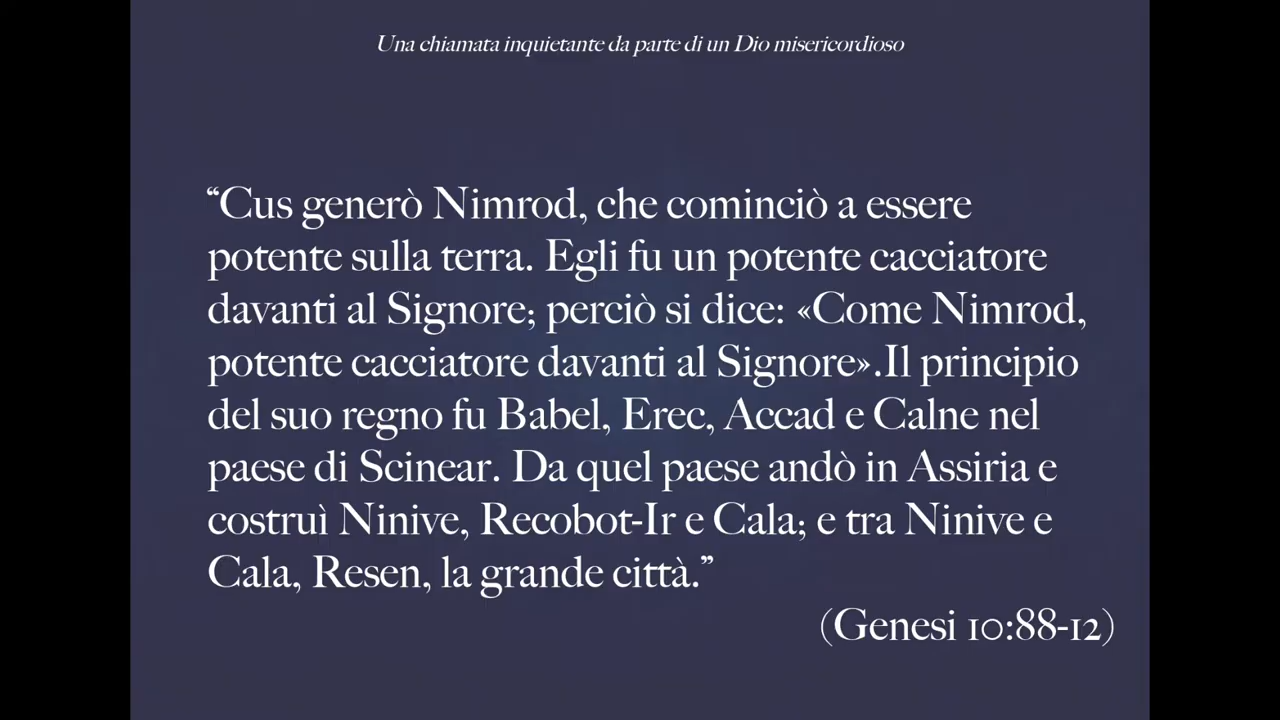 Una chiamata inquietante da parte di un Dio misericordioso
“Cus generò Nimrod, che cominciò a essere
potente sulla terra. Egli fu un potente cacciatore
davanti al Signore; perciò si dice: «Come Nimrod,
potente cacciatore davanti al Signore».Il principio
del suo regno fu Babel, Erec, Accad e Calne nel
paese di Scinear. Da quel paese andò in Assiria e
costruì Ninive, Recobot-Ir e Cala; e tra Ninive e
Cala, Resen, la grande città.”
(Genesi 10:88-12)